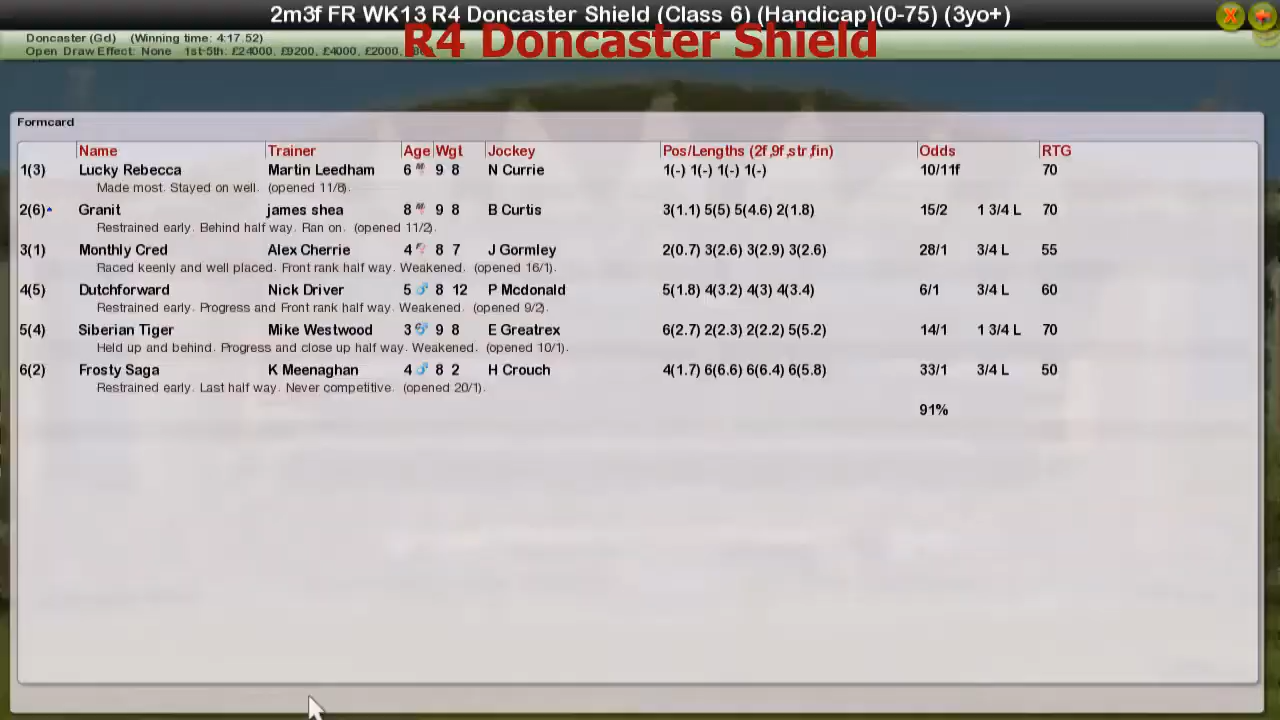 2m3f FR WK13 R4 Doncaster Shield (Class 6) (Handicap)(0-75) (3yo+)
R4 Doncaster Shield
Doncaster (Gd) (Winning time: 4:17.52)
Open Draw Effect: None 1st-5th: £24000, £9200, £4000, £2000,
Formcard
Name Trainer Age Wgt Jockey Pos/Lengths (2f,9f,str,fin) Odds RTG
1(3) Lucky Rebecca Martin Leedham 6 9 8 N Currie 1(-) 1(-) 1(-) 1(-) 10/11f 70
Made most. Stayed on well. (opened 11/8).
2(6) Granit james shea 8 9 8 B Curtis 3(1.1) 5(5) 5(4.6) 2(1.8) 15/2 1 3/4 L 70
Restrained early. Behind half way. Ran on. (opened 11/2).
3(1) Monthly Cred Alex Cherrie 4 8 7 J Gormley 2(0.7) 3(2.6) 3(2.9) 3(2.6) 28/1 3/4 L 55
Raced keenly and well placed. Front rank half way. Weakened. (opened 16/1).
4(5) Dutchforward Nick Driver 5 8 12 P Mcdonald 5(1.8) 4(3.2) 4(3) 4(3.4) 6/1 3/4 L 60
Restrained early. Progress and Front rank half way. Weakened. (opened 9/2).
5(4) Siberian Tiger Mike Westwood 3 9 8 E Greatrex 6(2.7) 2(2.3) 2(2.2) 5(5.2) 14/1 1 3/4 L 70
Held up and behind. Progress and close up half way. Weakened. (opened 10/1).
6(2) Frosty Saga K Meenaghan 4 8 2 H Crouch 4(1.7) 6(6.6) 6(6.4) 6(5.8) 33/1 3/4 L 50
Restrained early. Last half way. Never competitive. (opened 20/1).
91%